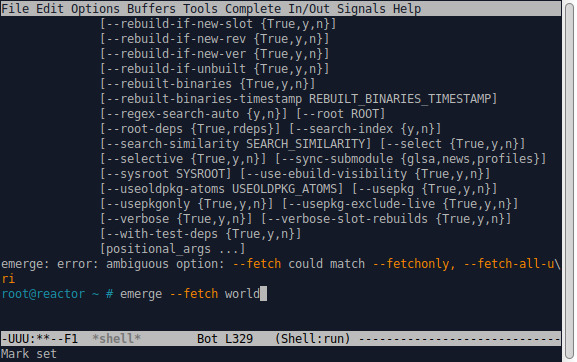 File Edit Options Buffers Tools Complete In/Out Signals Help
[--rebuild-if-new-slot {True,y,n}]
[--rebuild-if-new-rev {True,y,n}]
[--rebuild-if-new-ver {True,y,n}]
[--rebuild-if-unbuilt {True,y,n}]
[--rebuilt-binaries {True,y,n}]
[--rebuilt-binaries-timestamp REBUILT_BINARIES_TIMESTAMP]
[--regex-search-auto {y,n}] [--root ROOT]
[--root-deps {True,rdeps}] [--search-index {y,n}]
[--search-similarity SEARCH_SIMILARITY] [--select {True,y,n}]
[--selective {True,y,n}] [--sync-submodule {glsa,news,profiles}]
[--sysroot SYSROOT] [--use-ebuild-visibility {True,y,n}]
[--useoldpkg-atoms USEOLDPKG_ATOMS] [--usepkg {True,y,n}]
[--usepkgonly {True,y,n}] [--usepkg-exclude-live {True,y,n}]
[--verbose {True,y,n}] [--verbose-slot-rebuilds {True,y,n}]
[--with-test-deps {True,y,n}]
[positional_args ...]
emerge: error: ambiguous option: --fetch could match --fetchonly, --fetch-all-u\
ri
root@reactor ~ # emerge --fetch world
-UUU:**--F1  *shell*        Bot L329   (Shell:run) ----------------------------
Mark set